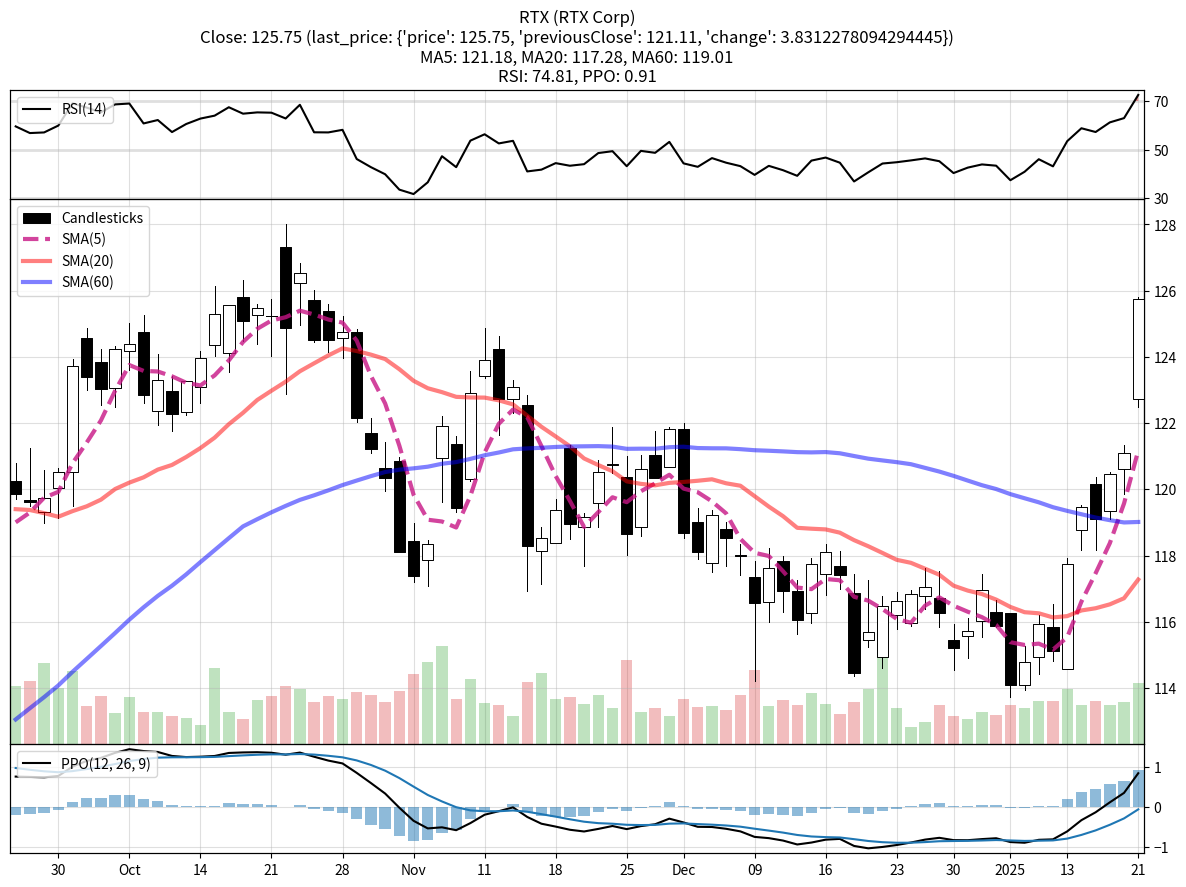 RTX (RTX Corp)
Close: 125.75 (last_price: {'price': 125.75, 'previousClose': 121.11, 'change': 3.8312278094294445})
MA5: 121.18, MA20: 117.28, MA60: 119.01
RSI: 74.81, PPO: 0.91
RSI(14)
70
50
30
Candlesticks
SMA(5)
SMA(20)
SMA(60)
128
126
124
122
120
118
116
114
PPO(12, 26, 9)
1
0
−1
30 Oct 14 21 28 Nov 11 18 25 Dec 09 16 23 30 2025 13 21